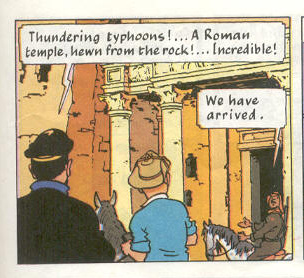 Thundering typhoons!... A Roman
temple, hewn from the rock!... Incredible!
We have
arrived.